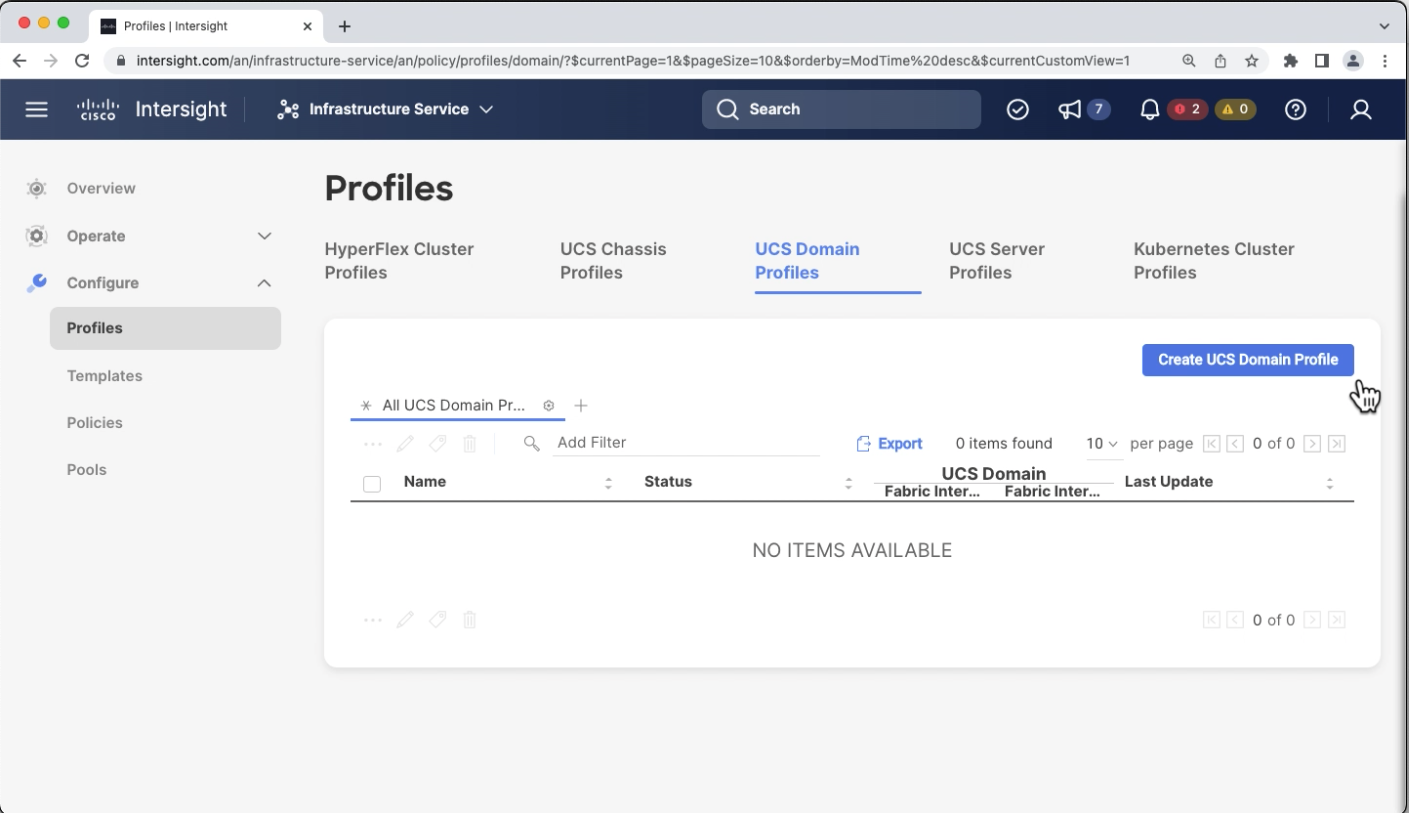 Profiles | Intersight
intersight.com/an/infrastructure-service/an/policy/profiles/domain/?$currentPage=1&$pageSize=10&$orderby=ModTime%20desc&$currentCustomView=1
cisco Intersight Infrastructure Service Search 7 2 0
Overview
Operate
Configure
Profiles
Templates
Policies
Pools
Profiles
HyperFlex Cluster Profiles
UCS Chassis Profiles
UCS Domain Profiles
UCS Server Profiles
Kubernetes Cluster Profiles
Create UCS Domain Profile
All UCS Domain Pr...
Add Filter Export 0 items found 10 per page 0 of 0
Name Status UCS Domain Last Update
Fabric Inter... Fabric Inter...
NO ITEMS AVAILABLE
0 of 0